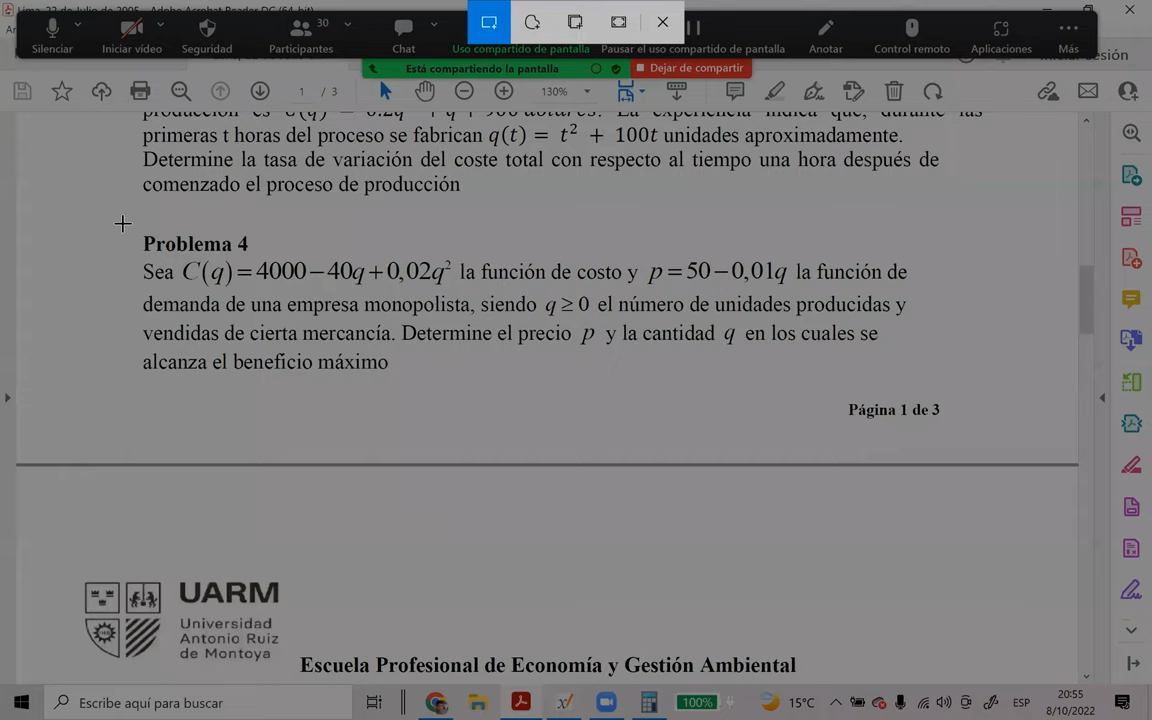 Silenciar
Iniciar vídeo
Seguridad
30
Participantes
Chat
Uso compartido de pantalla
Pausar el uso compartido de pantalla
Anotar
Control remoto
Aplicaciones
Más
Está compartiendo la pantalla
Dejar de compartir
1 / 3
130%
primeras t horas del proceso se fabrican q(t) = t² + 100t unidades aproximadamente.
Determine la tasa de variación del coste total con respecto al tiempo una hora después de
comenzado el proceso de producción
Problema 4
Sea C(q)=4000−40q+0,02q² la función de costo y p=50−0,01q la función de
demanda de una empresa monopolista, siendo q≥0 el número de unidades producidas y
vendidas de cierta mercancía. Determine el precio p y la cantidad q en los cuales se
alcanza el beneficio máximo
Página 1 de 3
UARM
Universidad
Antonio Ruiz
de Montoya
Escuela Profesional de Economía y Gestión Ambiental
Escribe aquí para buscar
100%
15°C
ESP
20:55
8/10/2022